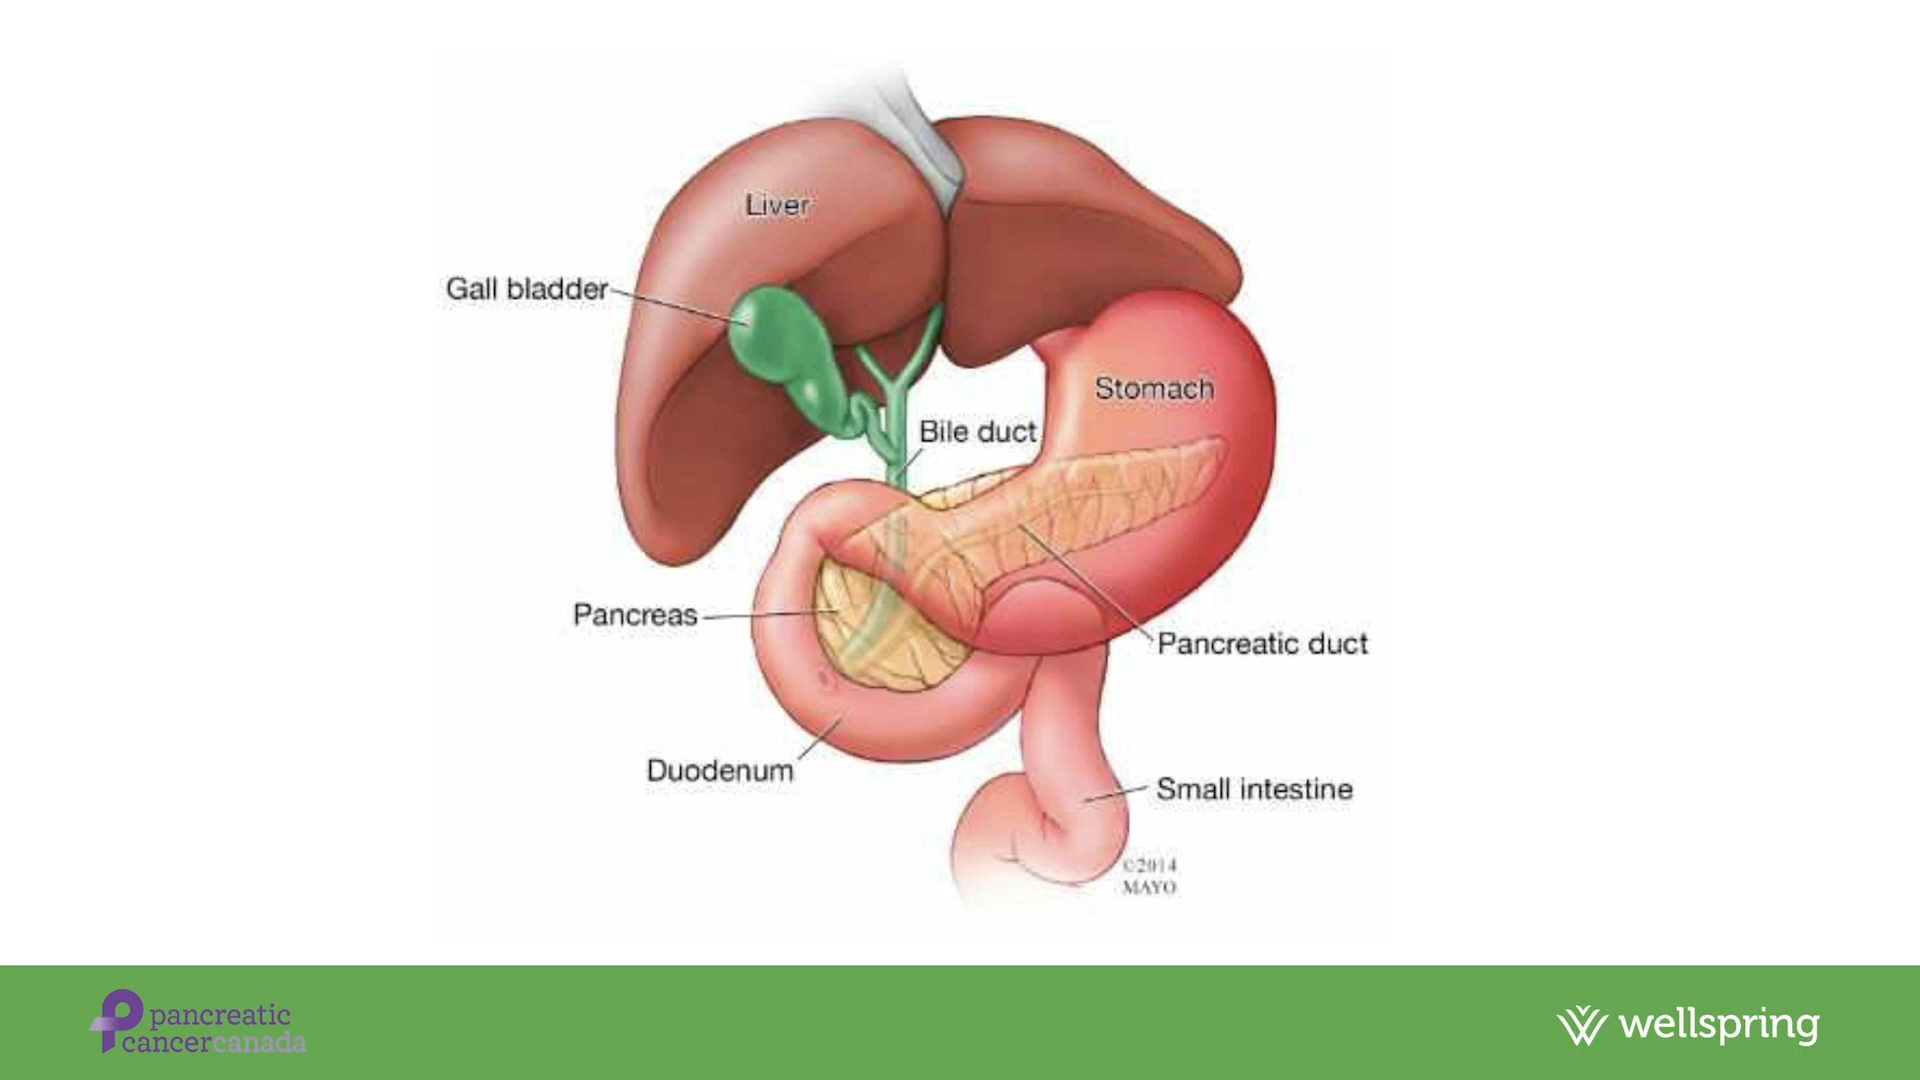 Liver
Gall bladder
Stomach
Bile duct
Pancreas
Pancreatic duct
Duodenum
Small intestine
©2014
MAYO
pancreatic
cancercanada
wellspring